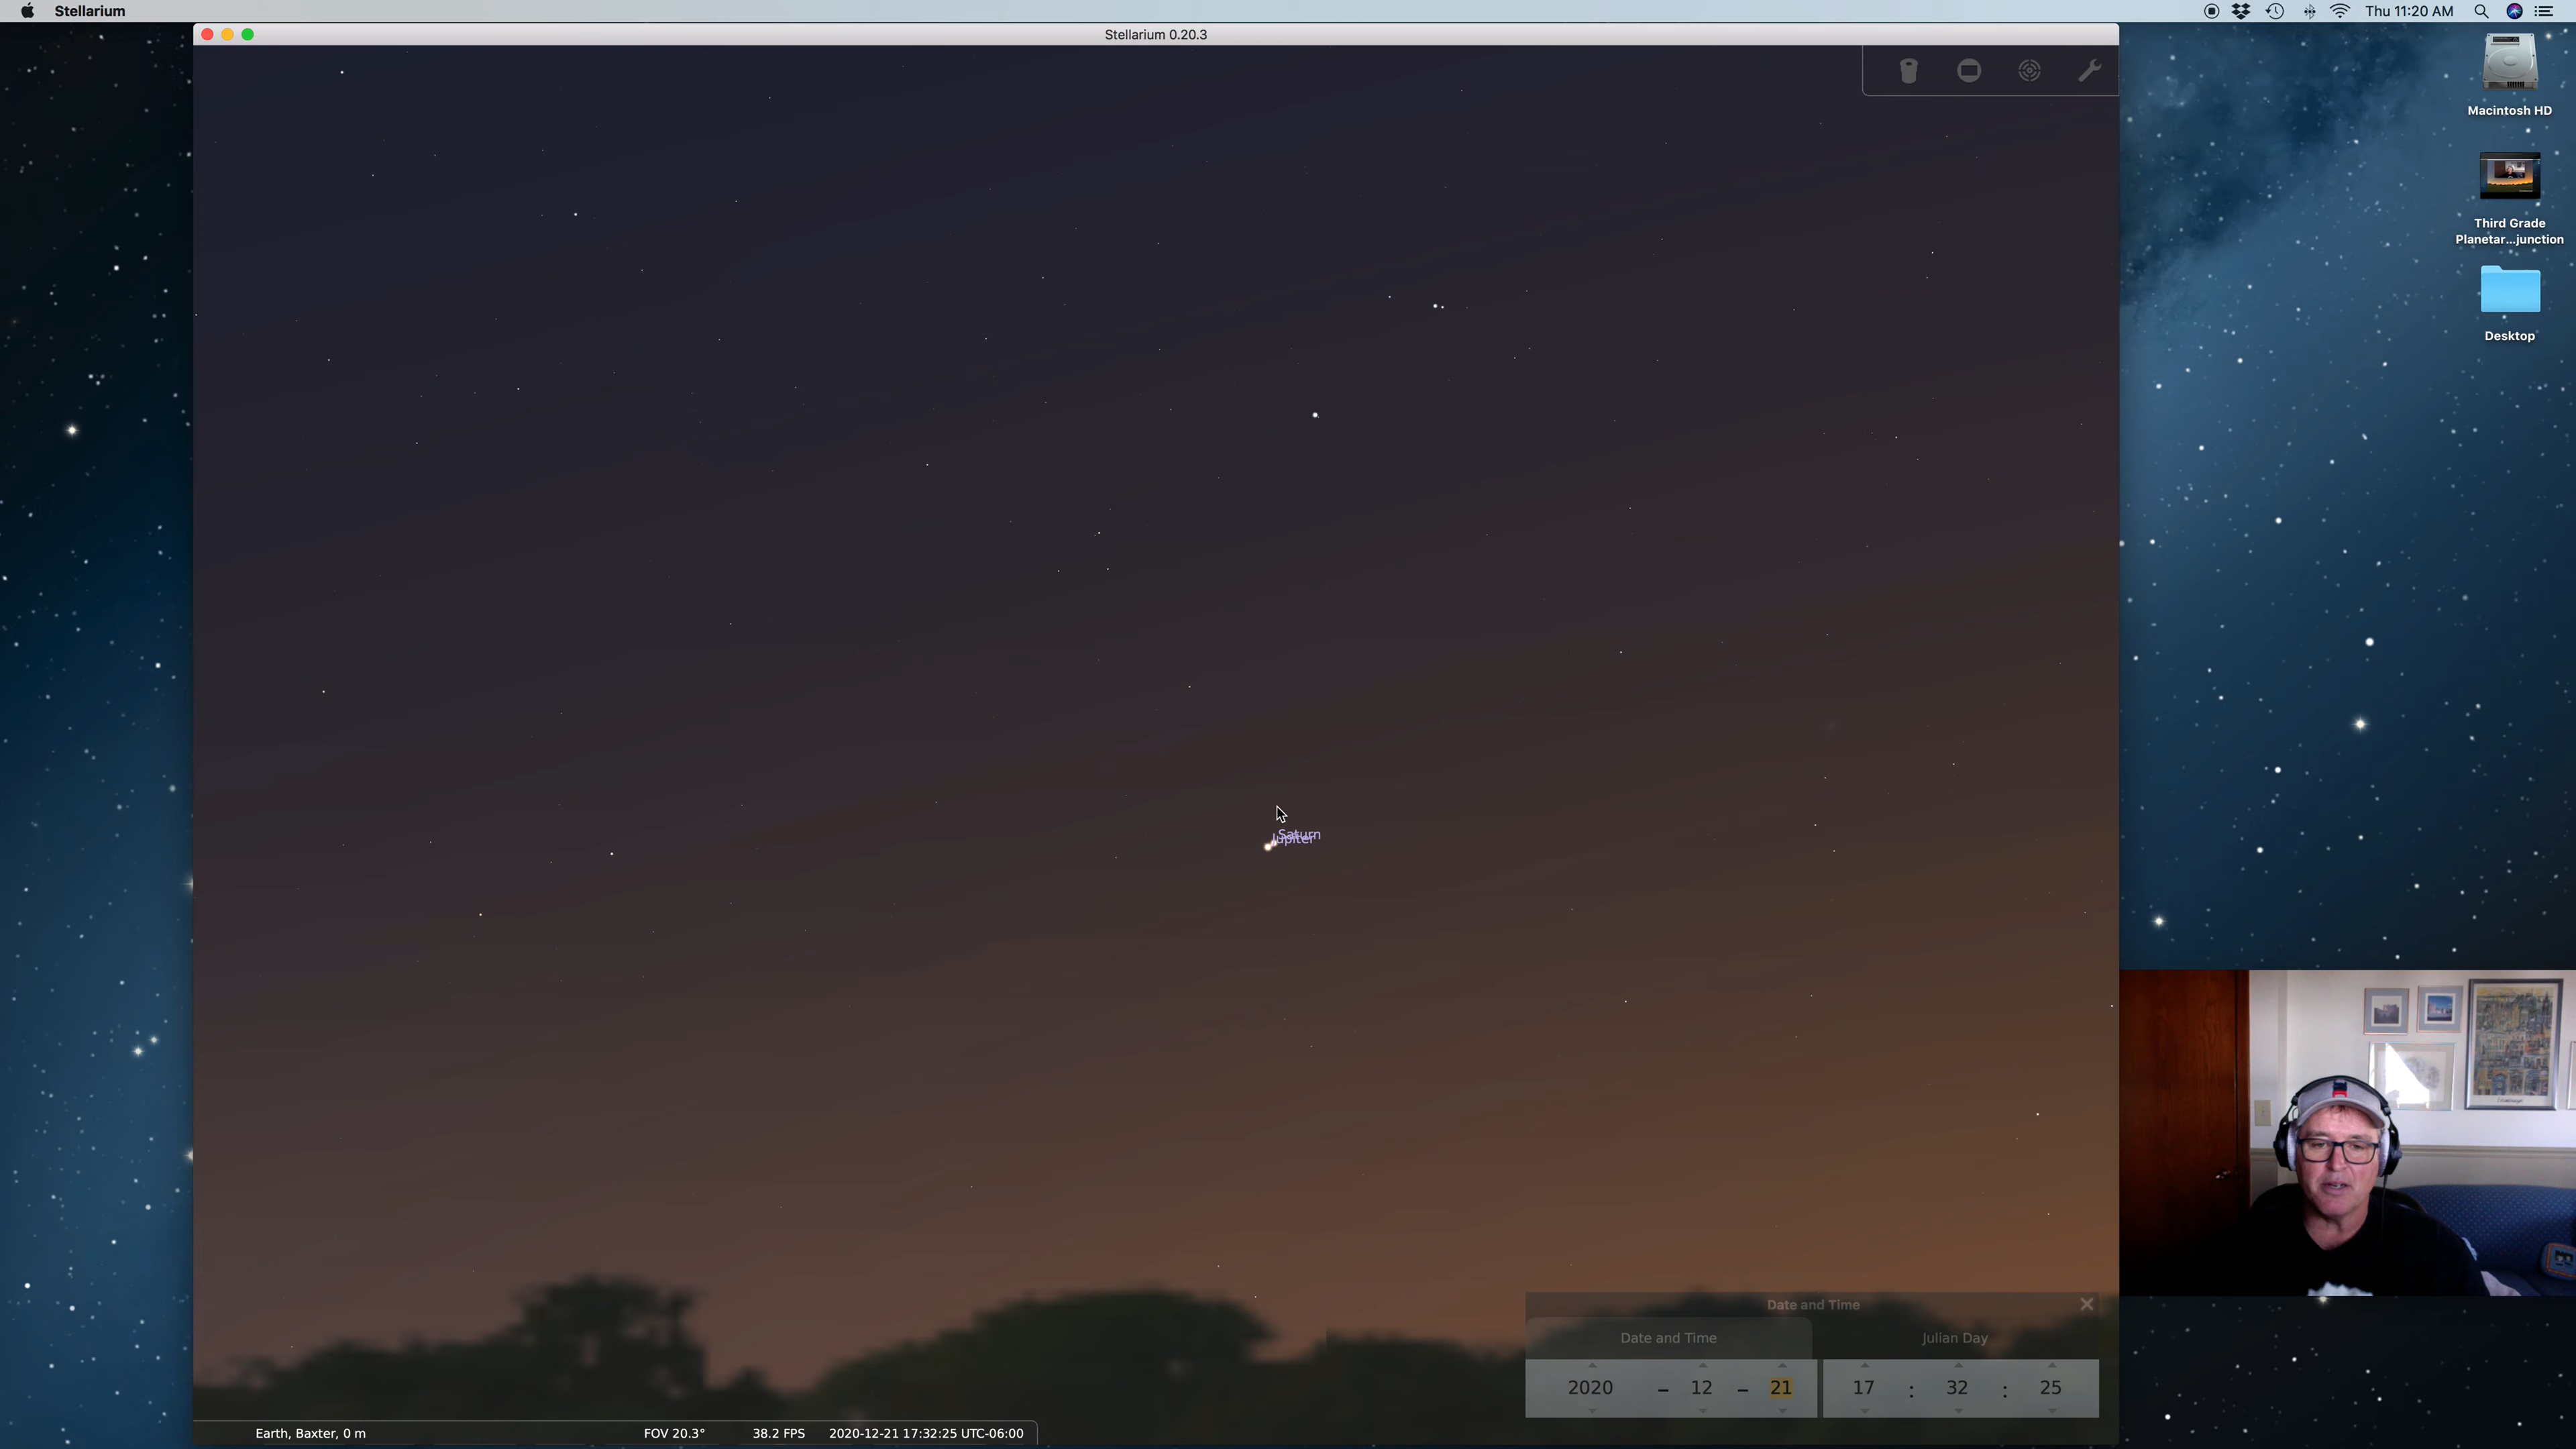 Stellarium
Thu 11:20 AM
Stellarium 0.20.3
Macintosh HD
Third Grade
Planetar...junction
Desktop
Saturn
Jupiter
Date and Time
Date and Time
Julian Day
2020 – 12 – 21
17 : 32 : 25
Earth, Baxter, 0 m
FOV 20.3°
38.2 FPS
2020-12-21 17:32:25 UTC-06:00